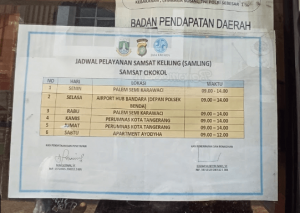 BADAN PENDAPATAN DAERAH
JADWAL PELAYANAN SAMSAT KELILING (SAMLING)
SAMSAT CIKOKOL
NO HARI LOKASI WAKTU
1 SENIN PALEM SEMI KARAWACI 09.00 - 14.00
2 SELASA AIRPORT HUB BANDARA (DEPAN POLSEK BENDA) 09.00 - 14.00
3 RABU PALEM SEMI KARAWACI 09.00 - 14.00
4 KAMIS PERUMNAS KOTA TANGERANG 09.00 - 14.00
5 JUMAT PERUMNAS KOTA TANGERANG 09.00 - 14.00
6 SABTU APARTMENT AYODYHA 09.00 - 12.00